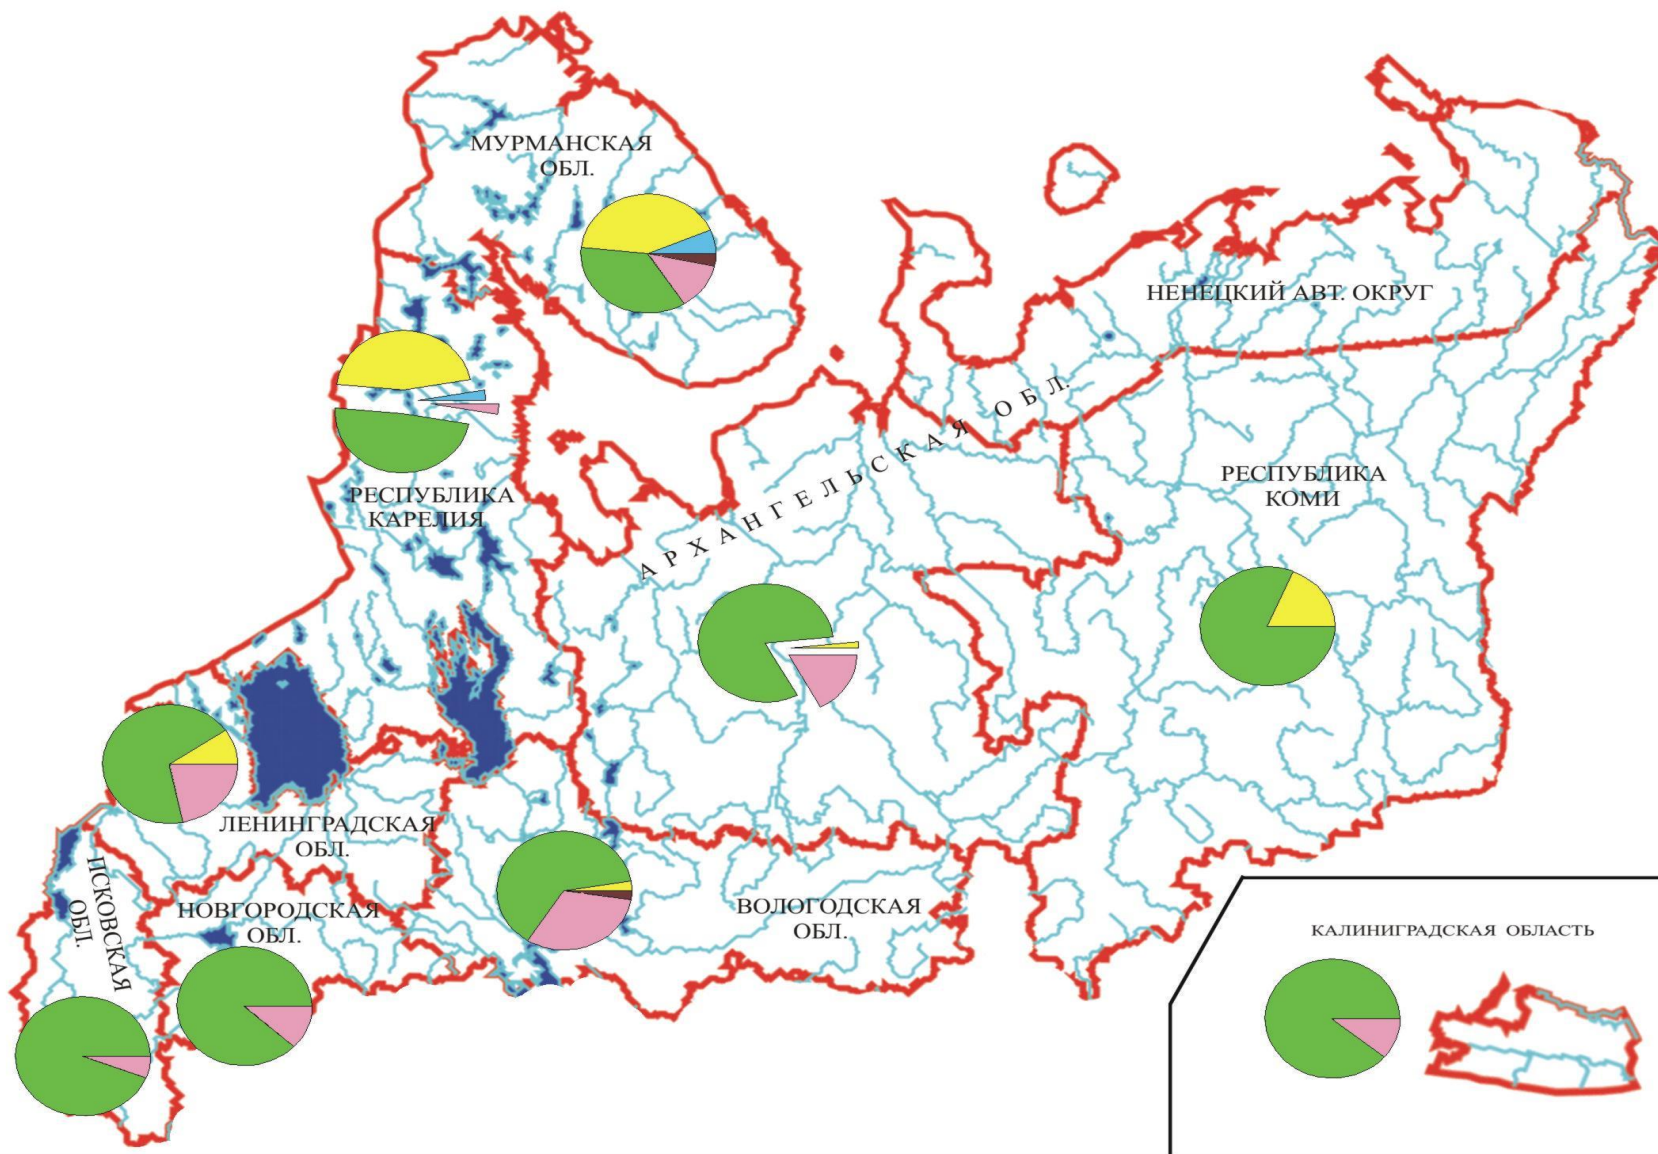 МУРМАНСКАЯ
ОБЛ.
НЕНЕЦКИЙ АВТ. ОКРУГ
АРХАНГЕЛЬСКАЯ ОБЛ.
РЕСПУБЛИКА
КОМИ
РЕСПУБЛИКА
КАРЕЛИЯ
ЛЕНИНГРАДСКАЯ
ОБЛ.
ПСКОВСКАЯ
ОБЛ.
НОВГОРОДСКАЯ
ОБЛ.
ВОЛОГОДСКАЯ
ОБЛ.
КАЛИНИГРАДСКАЯ ОБЛАСТЬ